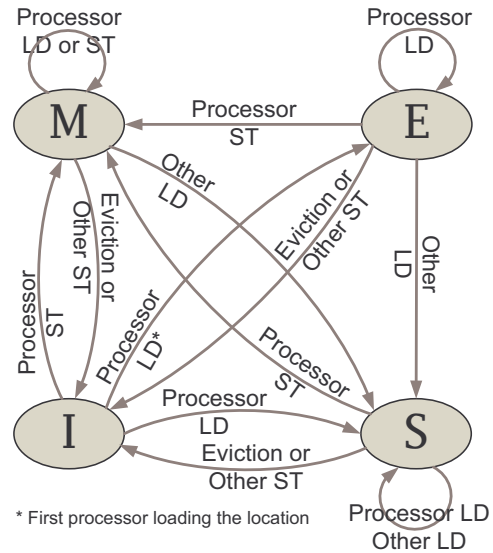 Processor
LD or ST
Processor
LD
M
E
Processor
ST
Other
LD
Eviction or
Other ST
Other
LD
Eviction or
Other ST
Processor
ST
Processor
LD*
Processor
ST
Processor
LD
I
S
Eviction or
Other ST
* First processor loading the location
Processor LD
Other LD